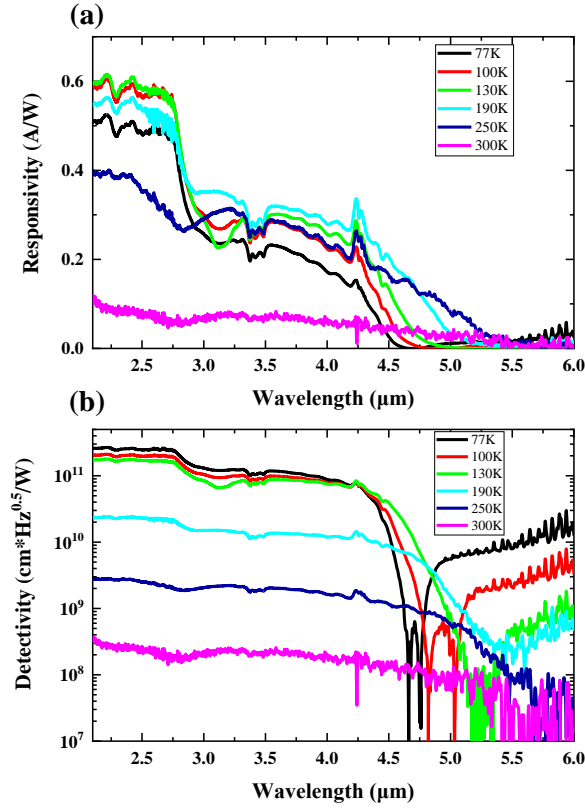 (a)
0.6
0.4
0.2
0.0
Responsivity (A/W)
77K
100K
130K
190K
250K
300K
2.5 3.0 3.5 4.0 4.5 5.0 5.5 6.0
Wavelength (μm)
(b)
10^11
10^10
10^9
10^8
10^7
Detectivity (cm*Hz^0.5/W)
77K
100K
130K
190K
250K
300K
2.5 3.0 3.5 4.0 4.5 5.0 5.5 6.0
Wavelength (μm)